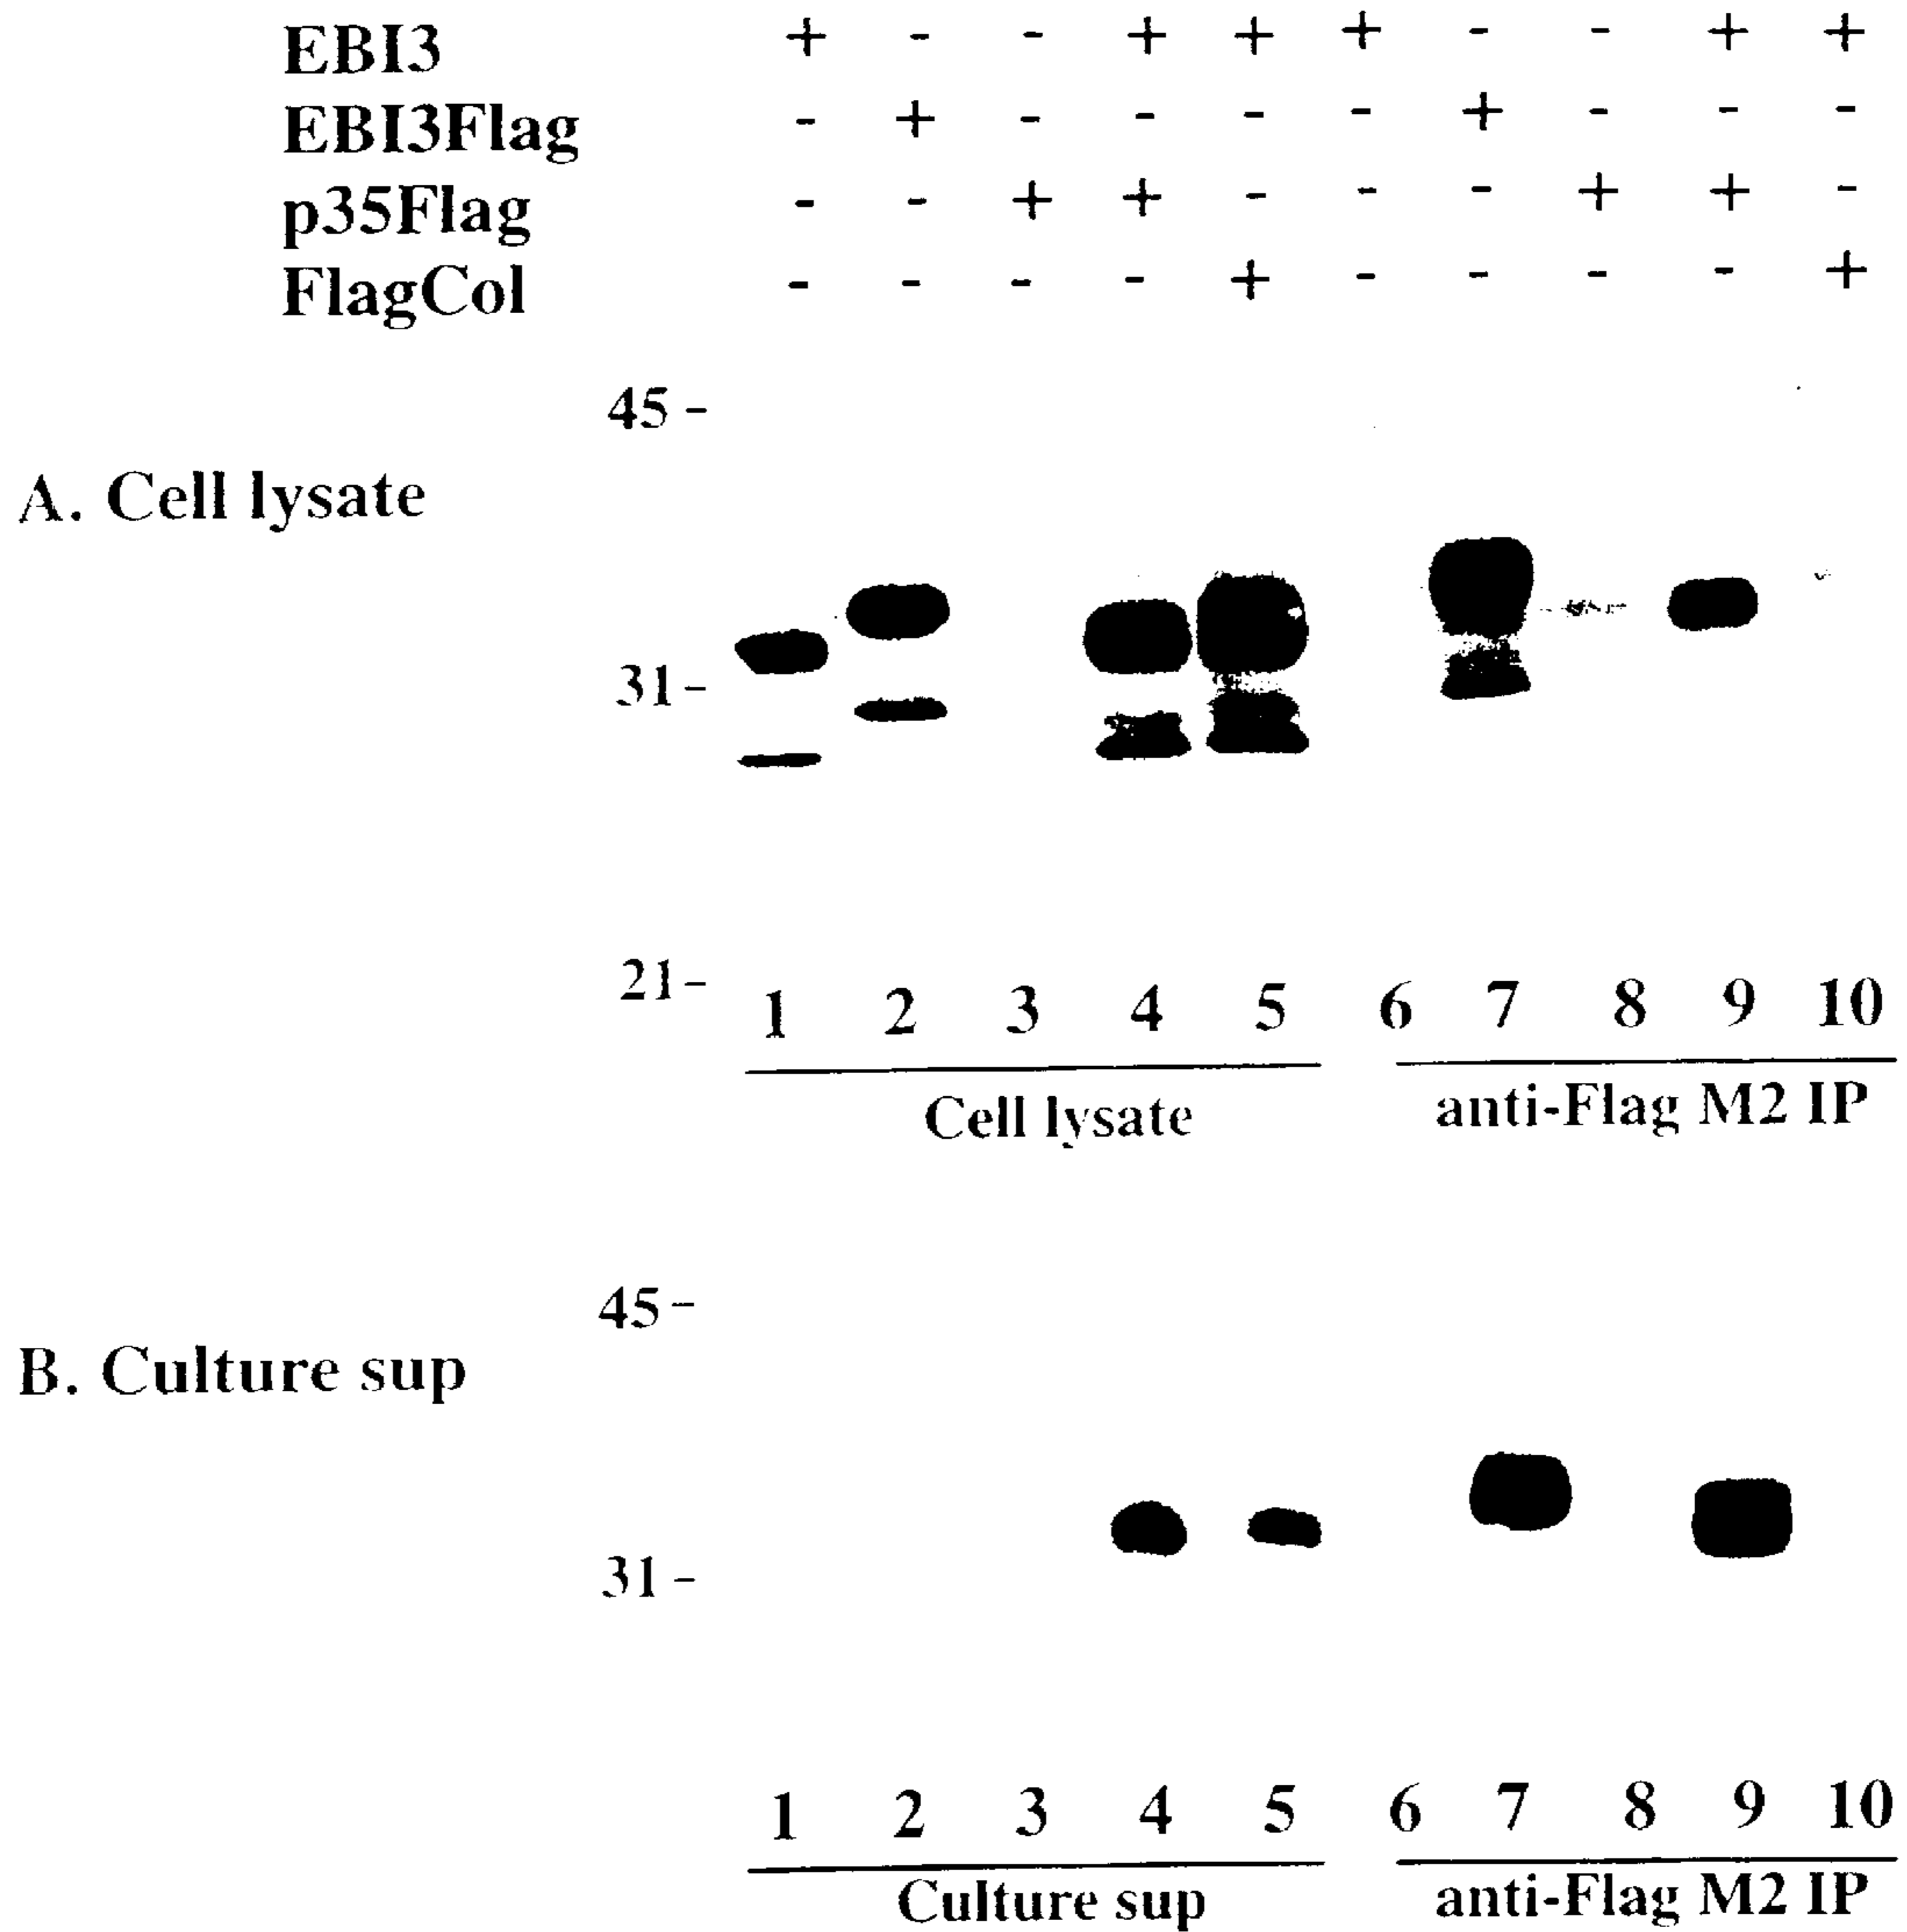 EBI3 + - - + + + - - + +
EBI3Flag - + - - - - + - - -
p35Flag - - + + - - - + + -
FlagCol - - - - + - - - - +
45 -
A. Cell lysate
31 -
21 - 1 2 3 4 5 6 7 8 9 10
Cell lysate anti-Flag M2 IP
45 -
B. Culture sup
31 -
1 2 3 4 5 6 7 8 9 10
Culture sup anti-Flag M2 IP